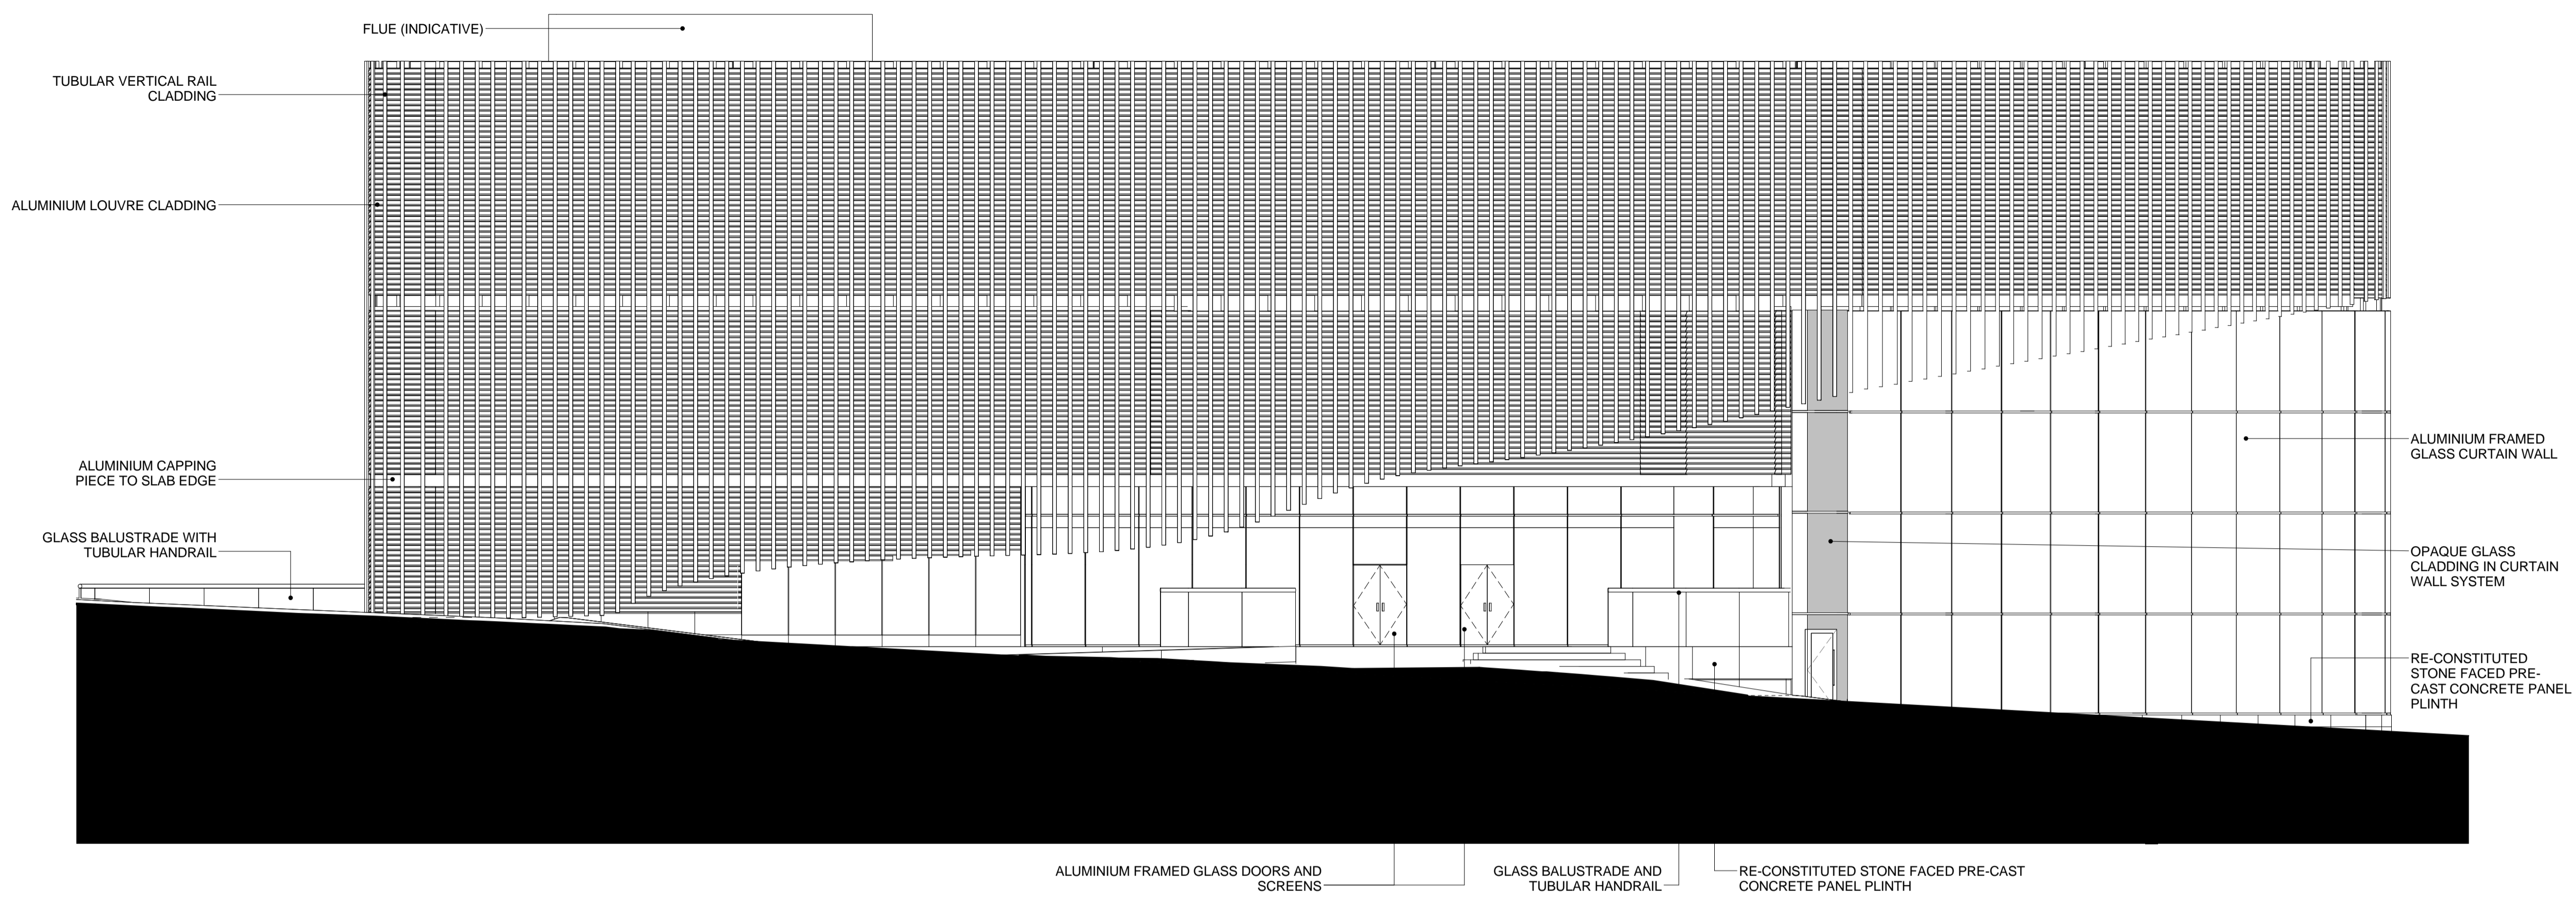 FLUE (INDICATIVE)
TUBULAR VERTICAL RAIL
CLADDING
ALUMINIUM LOUVRE CLADDING
ALUMINIUM CAPPING
PIECE TO SLAB EDGE
GLASS BALUSTRADE WITH
TUBULAR HANDRAIL
ALUMINIUM FRAMED
GLASS CURTAIN WALL
OPAQUE GLASS
CLADDING IN CURTAIN
WALL SYSTEM
RE-CONSTITUTED
STONE FACED PRE-
CAST CONCRETE PANEL
PLINTH
ALUMINIUM FRAMED GLASS DOORS AND
SCREENS
GLASS BALUSTRADE AND
TUBULAR HANDRAIL
RE-CONSTITUTED STONE FACED PRE-CAST
CONCRETE PANEL PLINTH